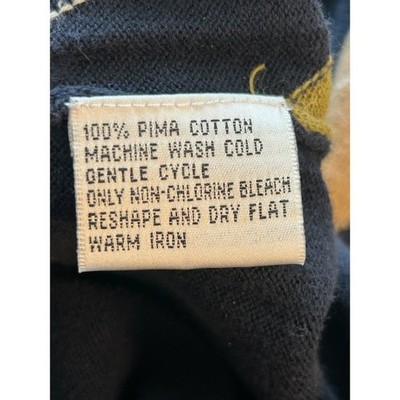 100% PIMA COTTON
MACHINE WASH COLD
GENTLE CYCLE
ONLY NON-CHLORINE BLEACH
RESHAPE AND DRY FLAT
WARM IRON